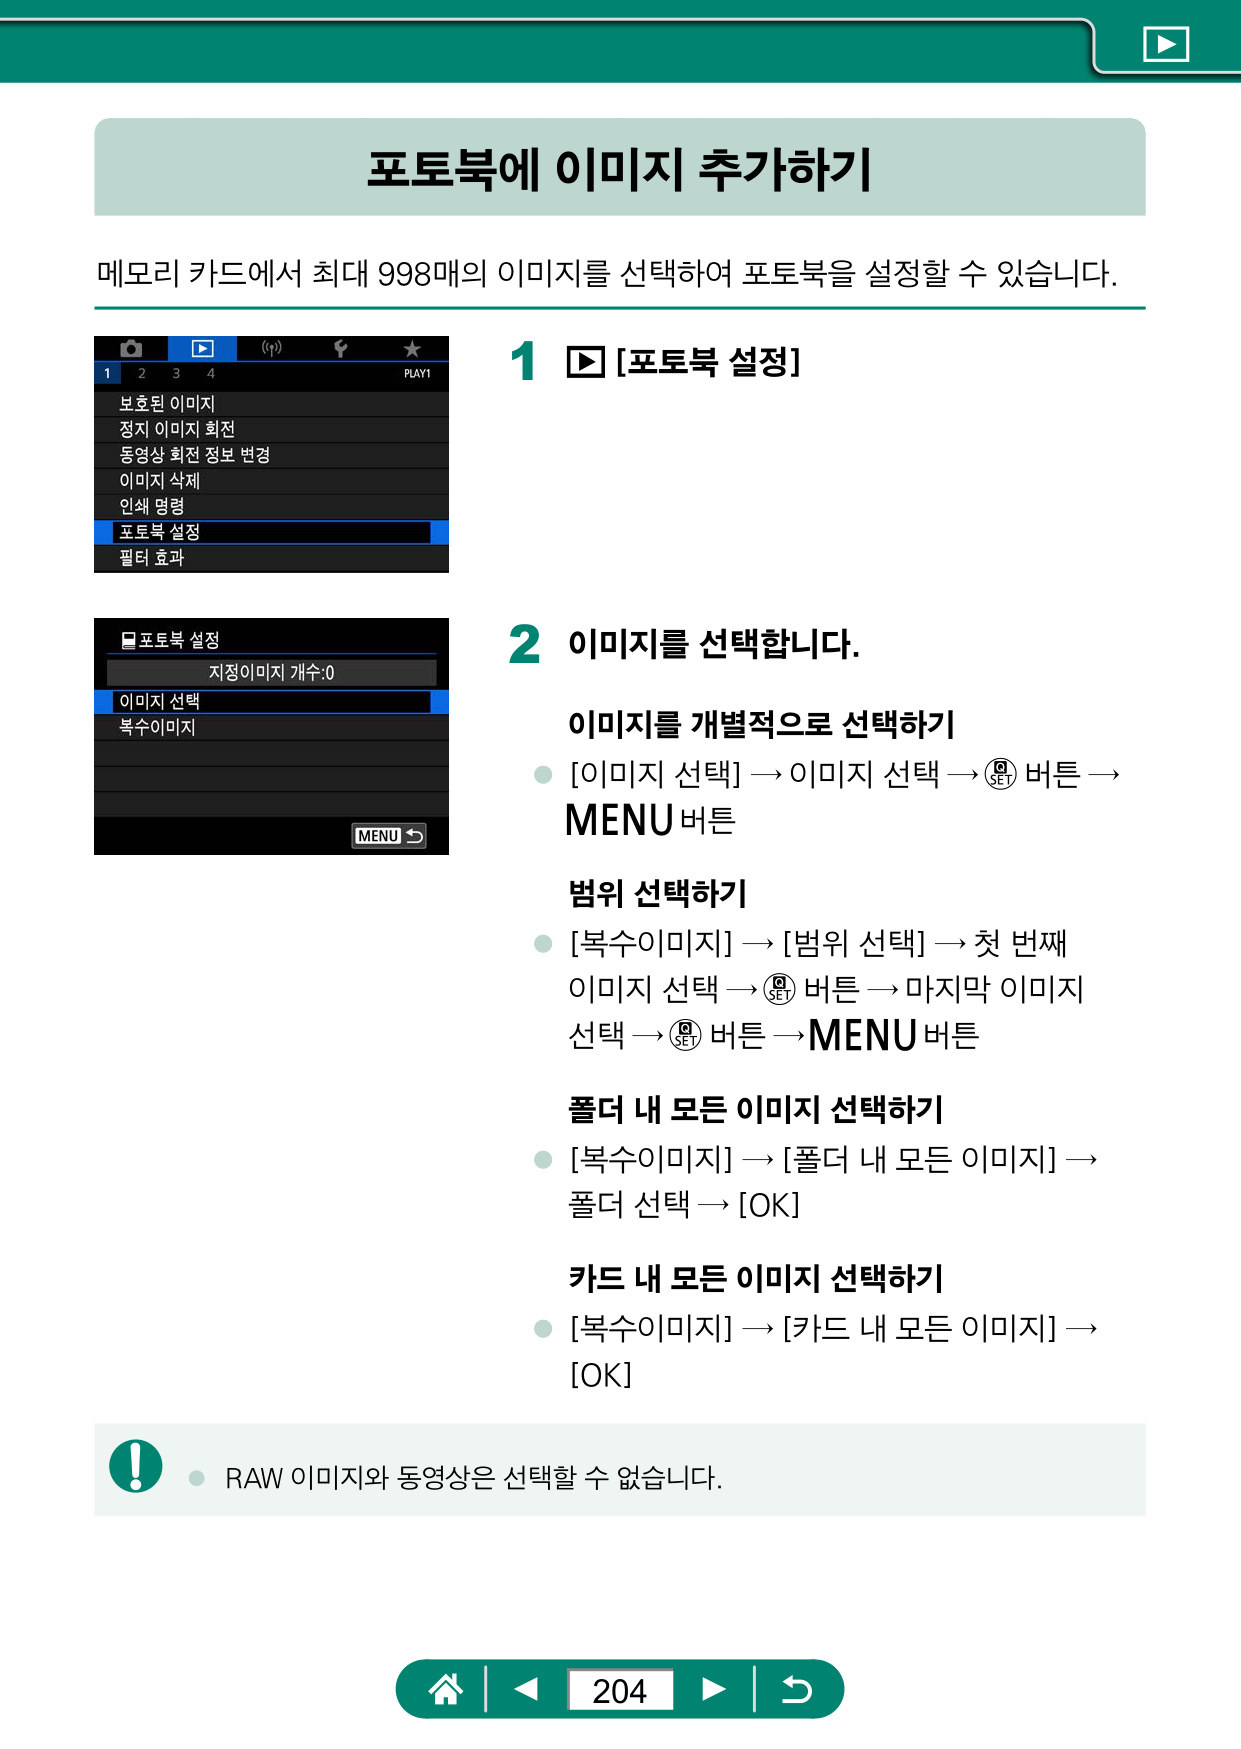 포토북에 이미지 추가하기
메모리 카드에서 최대 998매의 이미지를 선택하여 포토북을 설정할 수 있습니다.
1 2 3 4 PLAY1
보호된 이미지
정지 이미지 회전
동영상 회전 정보 변경
이미지 삭제
인쇄 명령
포토북 설정
필터 효과
1 [포토북 설정]
포토북 설정
지정이미지 개수:0
이미지 선택
복수이미지
MENU
2 이미지를 선택합니다.
이미지를 개별적으로 선택하기
● [이미지 선택] → 이미지 선택 → Q SET 버튼 →
MENU 버튼
범위 선택하기
● [복수이미지] → [범위 선택] → 첫 번째
이미지 선택 → Q SET 버튼 → 마지막 이미지
선택 → Q SET 버튼 → MENU 버튼
폴더 내 모든 이미지 선택하기
● [복수이미지] → [폴더 내 모든 이미지] →
폴더 선택 → [OK]
카드 내 모든 이미지 선택하기
● [복수이미지] → [카드 내 모든 이미지] →
[OK]
● RAW 이미지와 동영상은 선택할 수 없습니다.
204